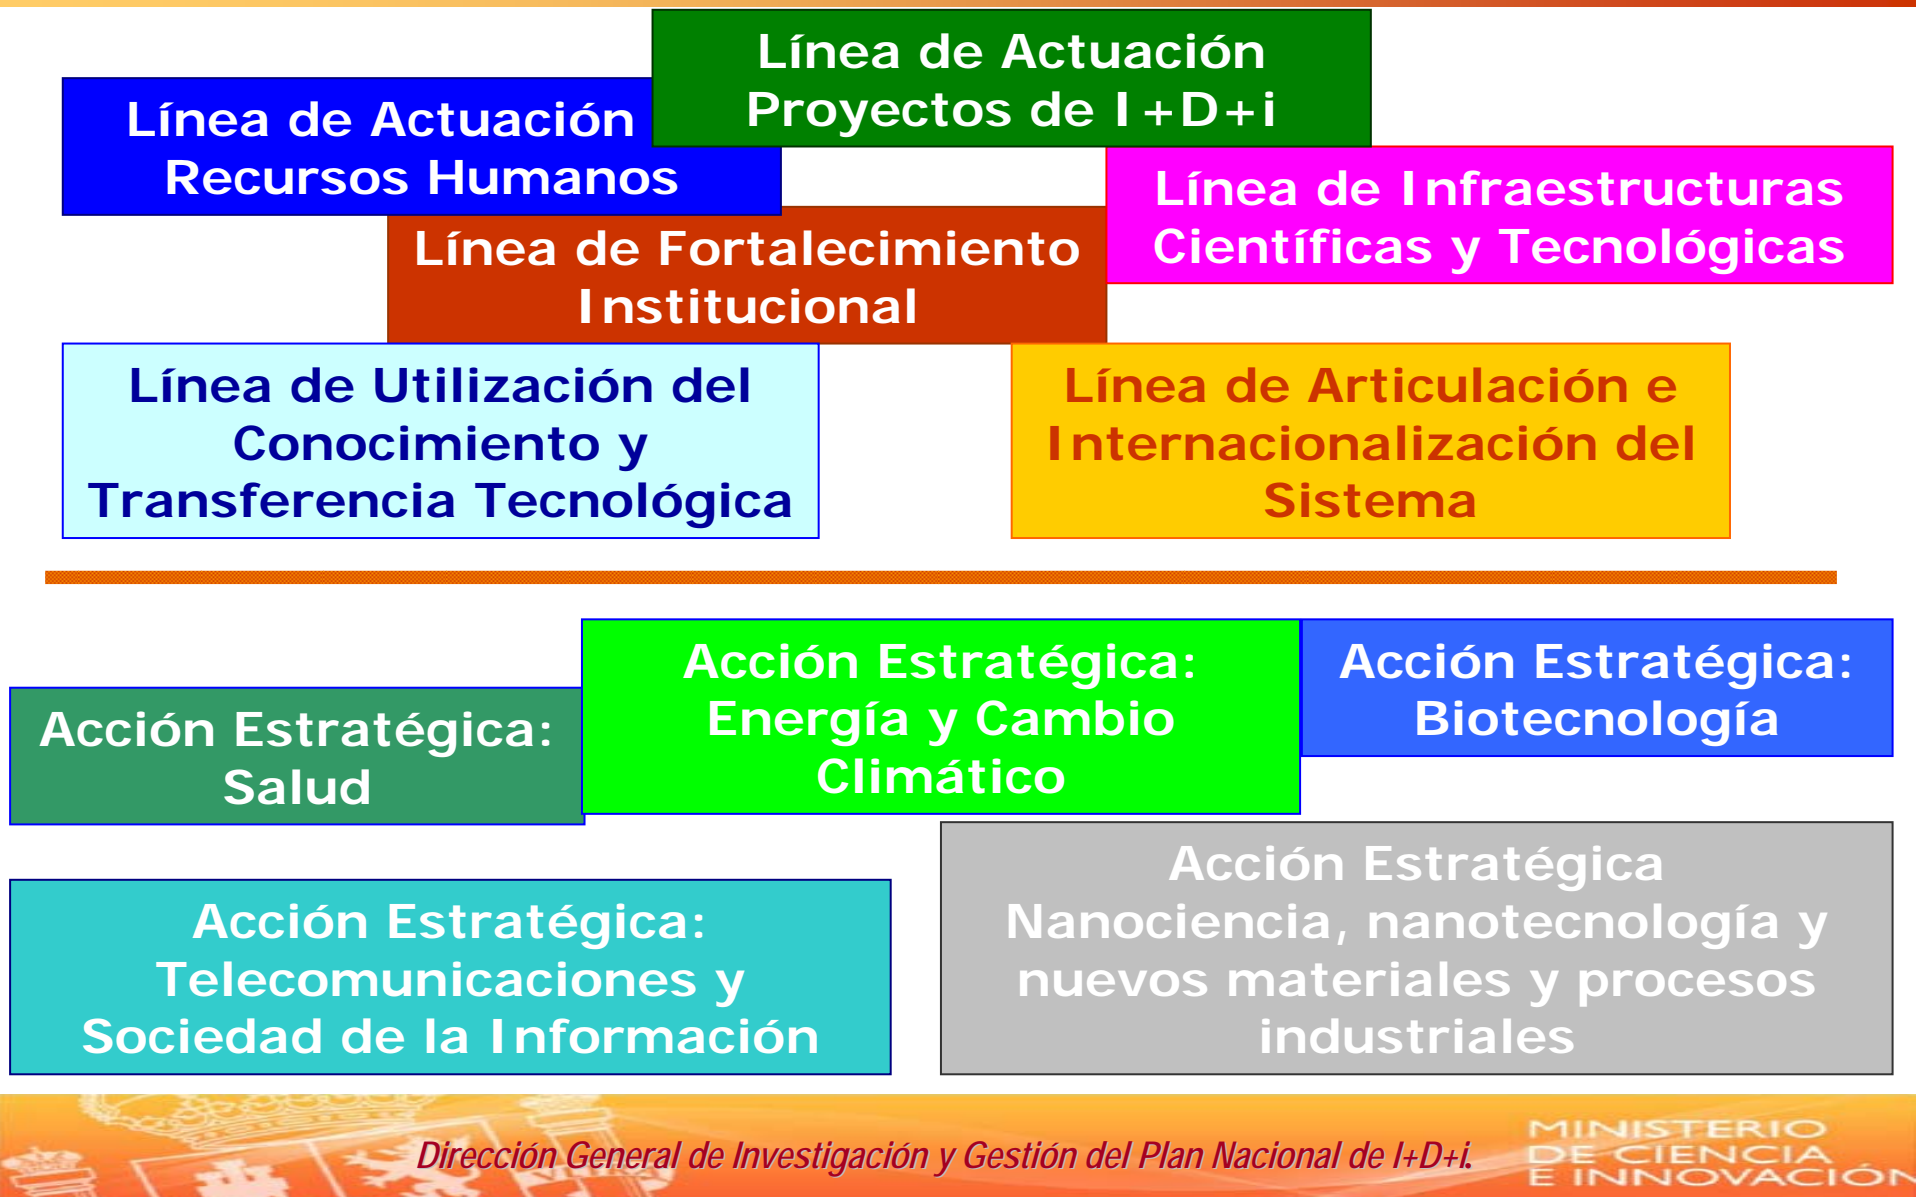 Línea de Actuación
Proyectos de I+D+i
Línea de Actuación
Recursos Humanos
Línea de Infraestructuras
Científicas y Tecnológicas
Línea de Fortalecimiento
Institucional
Línea de Utilización del
Conocimiento y
Transferencia Tecnológica
Línea de Articulación e
Internacionalización del
Sistema
Acción Estratégica:
Salud
Acción Estratégica:
Energía y Cambio
Climático
Acción Estratégica:
Biotecnología
Acción Estratégica:
Telecomunicaciones y
Sociedad de la Información
Acción Estratégica
Nanociencia, nanotecnología y
nuevos materiales y procesos
industriales
Dirección General de Investigación y Gestión del Plan Nacional de I+D+i.
MINISTERIO
DE CIENCIA
E INNOVACIÓN